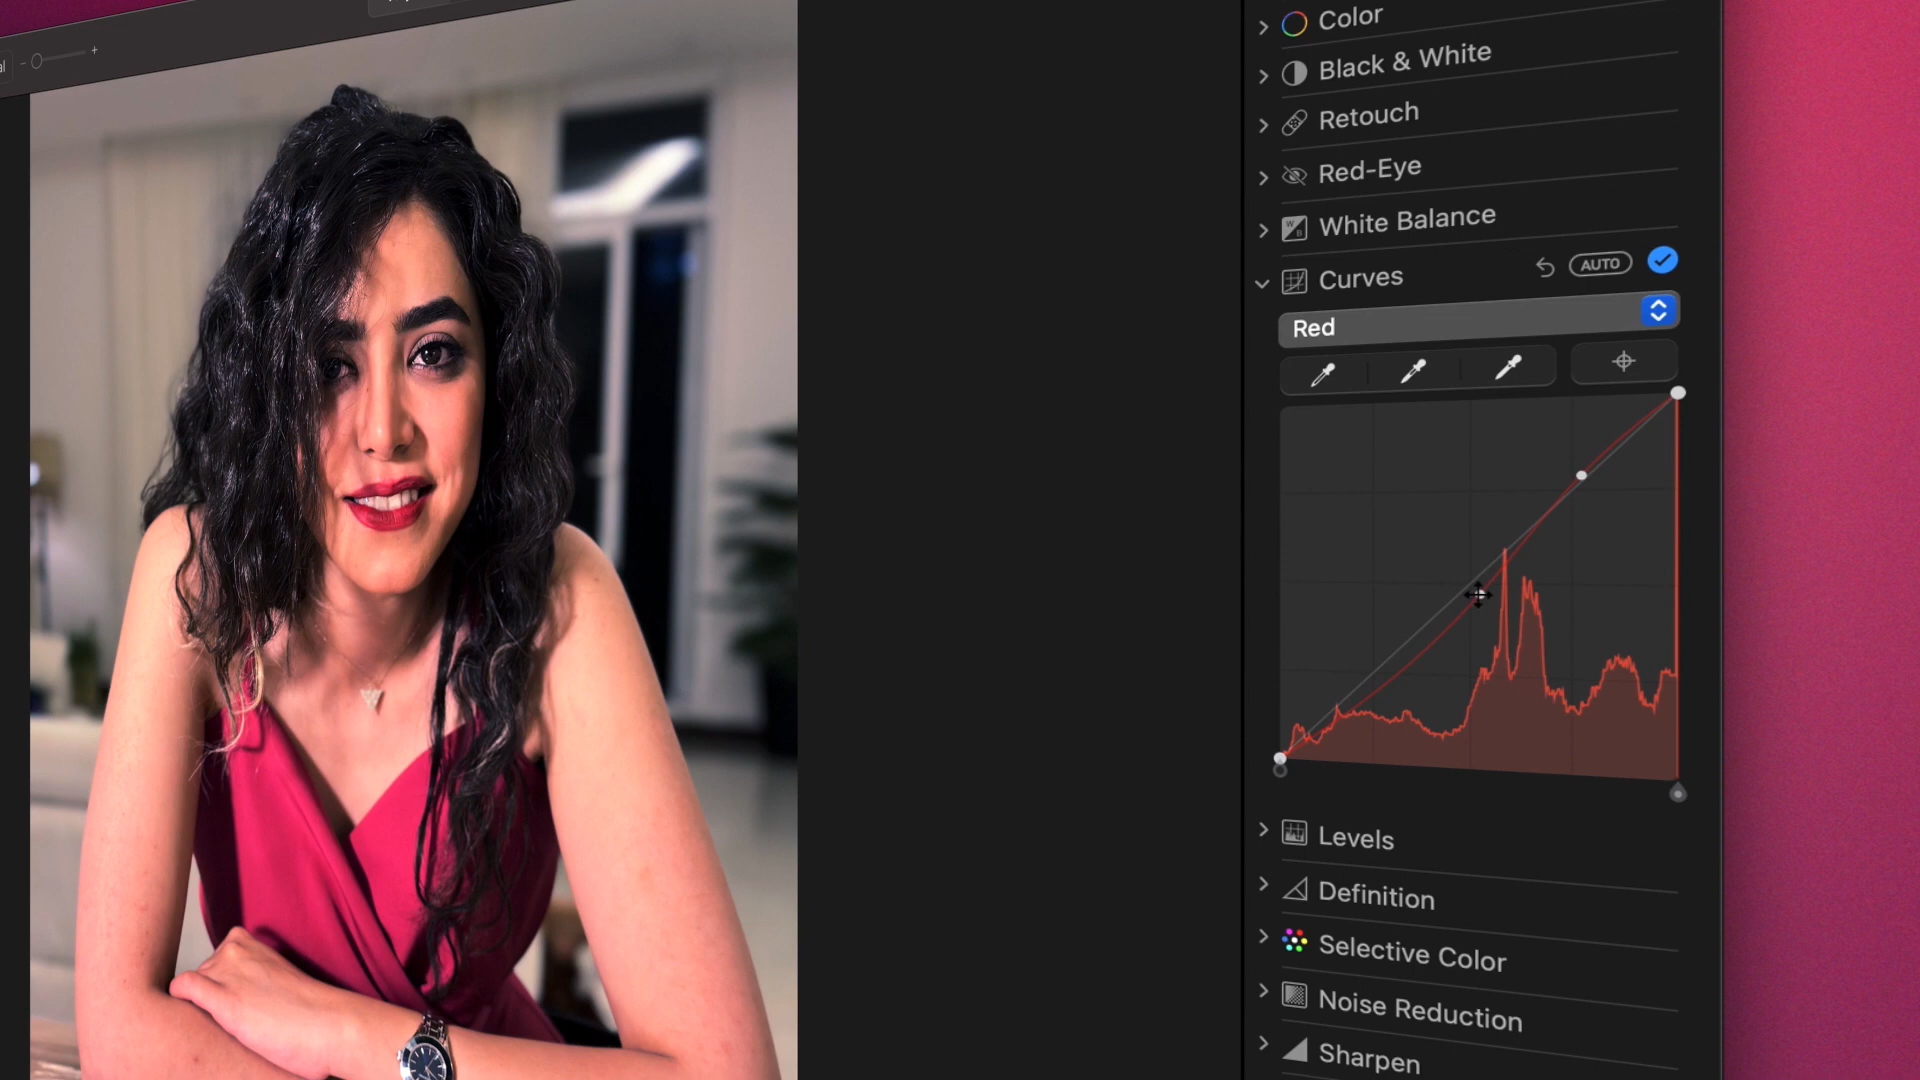 Color
Black & White
Retouch
Red-Eye
White Balance
Curves
AUTO
Red
Levels
Definition
Selective Color
Noise Reduction
Sharpen